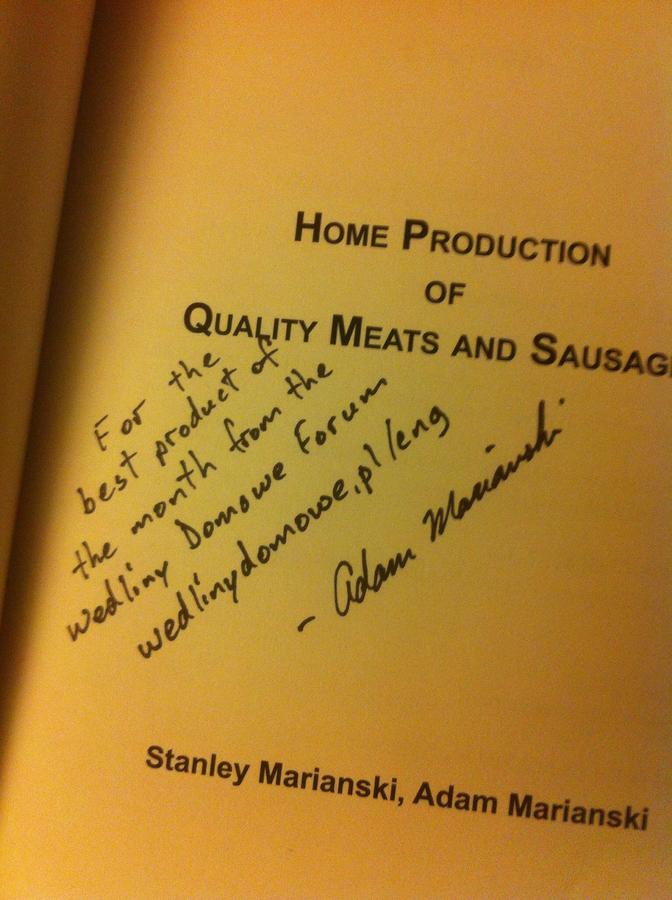 HOME PRODUCTION
OF
QUALITY MEATS AND SAUSAG
For the
best product of
the month from the
wedliny Domowe Forum
wedlinydomowe.pl/eng
- Adam Marianski
Stanley Marianski, Adam Marianski